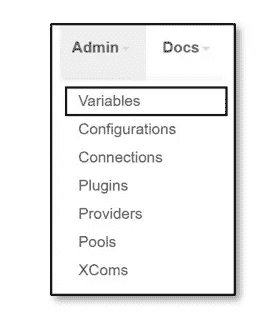 Admin Docs
Variables
Configurations
Connections
Plugins
Providers
Pools
XComs